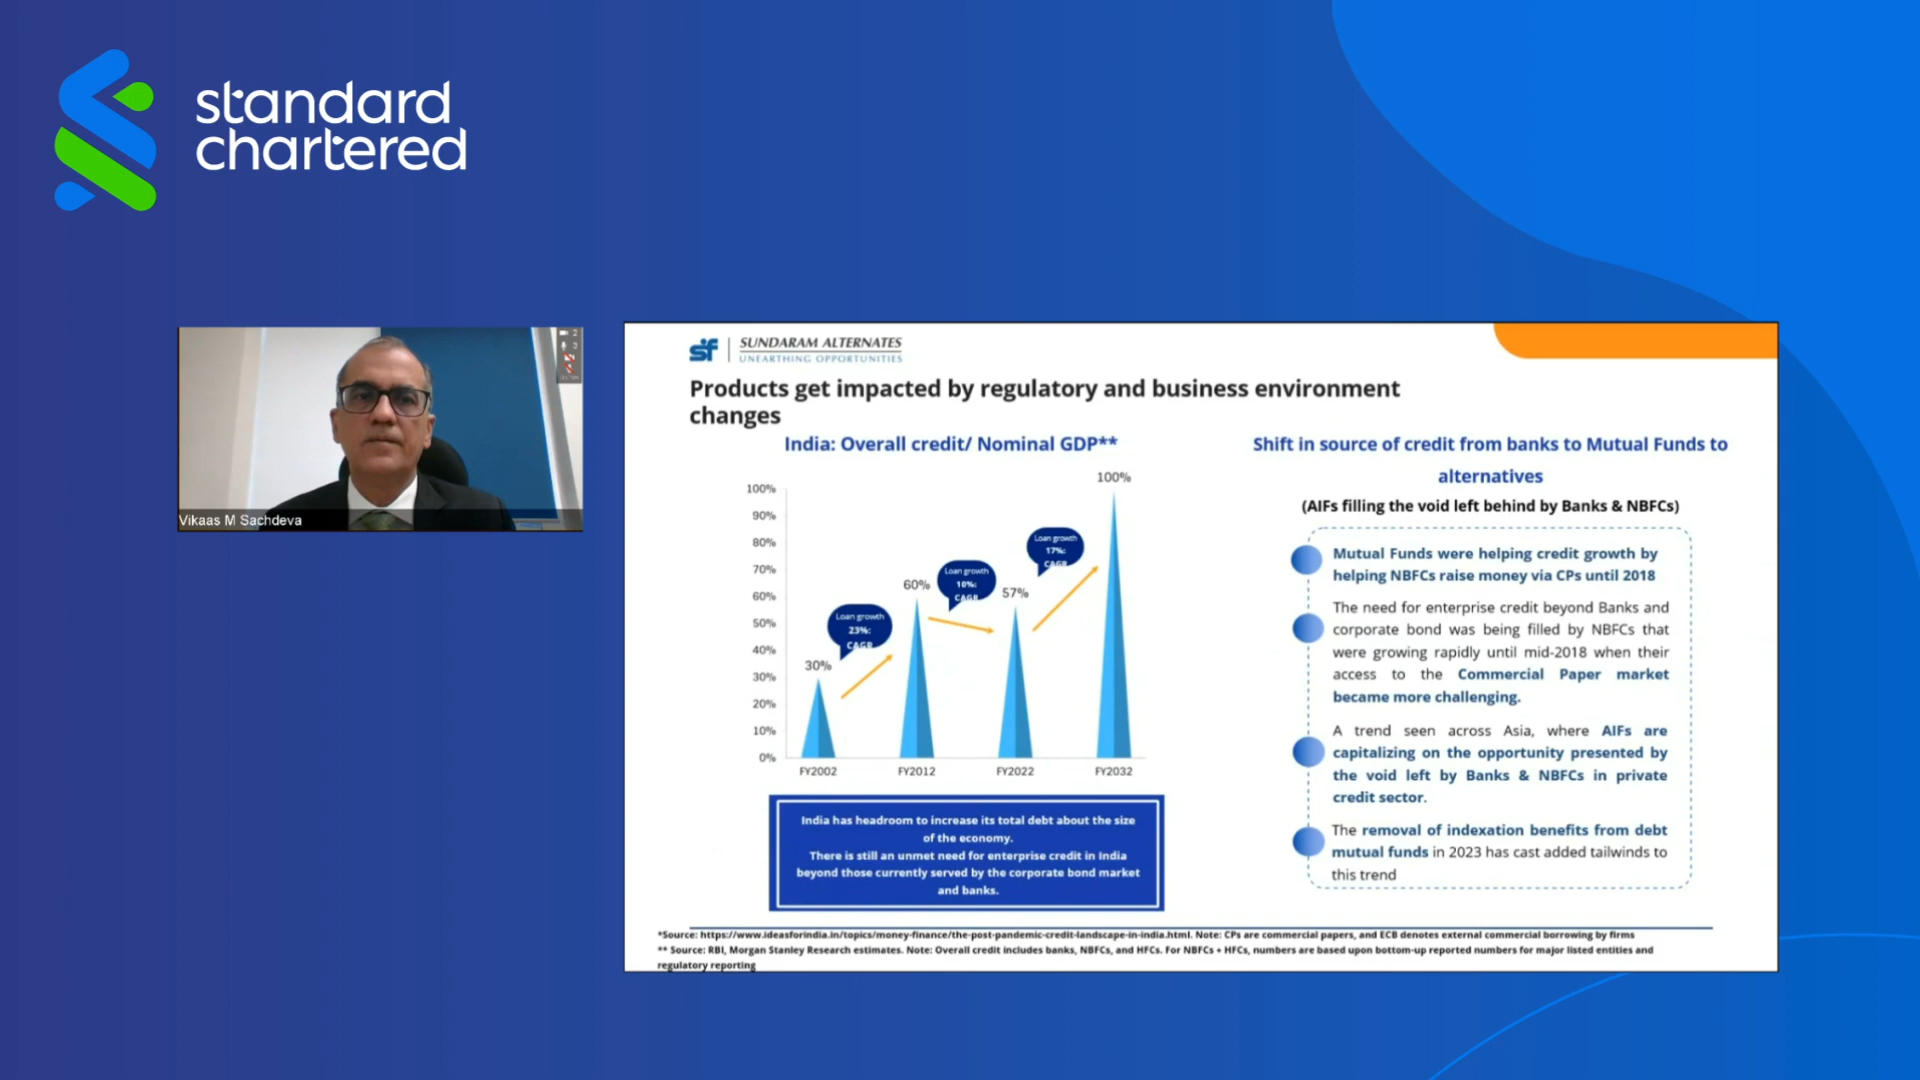 standard
chartered
Vikaas M Sachdeva
sf
SUNDARAM ALTERNATES
UNEARTHING OPPORTUNITIES
Products get impacted by regulatory and business environment
changes
India: Overall credit/ Nominal GDP**
100%
90%
80%
70%
60%
50%
40%
30%
20%
10%
0%
30%
60%
57%
100%
Loan growth
23%:
CAGR
Loan growth
10%:
CAGR
Loan growth
17%:
CAGR
FY2002
FY2012
FY2022
FY2032
India has headroom to increase its total debt about the size
of the economy.
There is still an unmet need for enterprise credit in India
beyond those currently served by the corporate bond market
and banks.
Shift in source of credit from banks to Mutual Funds to
alternatives
(AIFs filling the void left behind by Banks & NBFCs)
Mutual Funds were helping credit growth by
helping NBFCs raise money via CPs until 2018
The need for enterprise credit beyond Banks and
corporate bond was being filled by NBFCs that
were growing rapidly until mid-2018 when their
access to the Commercial Paper market
became more challenging.
A trend seen across Asia, where AIFs are
capitalizing on the opportunity presented by
the void left by Banks & NBFCs in private
credit sector.
The removal of indexation benefits from debt
mutual funds in 2023 has cast added tailwinds to
this trend
*Source: https://www.ideasforindia.in/topics/money-finance/the-post-pandemic-credit-landscape-in-india.html. Note: CPs are commercial papers, and ECB denotes external commercial borrowing by firms
** Source: RBI, Morgan Stanley Research estimates. Note: Overall credit includes banks, NBFCs, and HFCs. For NBFCs + HFCs, numbers are based upon bottom-up reported numbers for major listed entities and
regulatory reporting